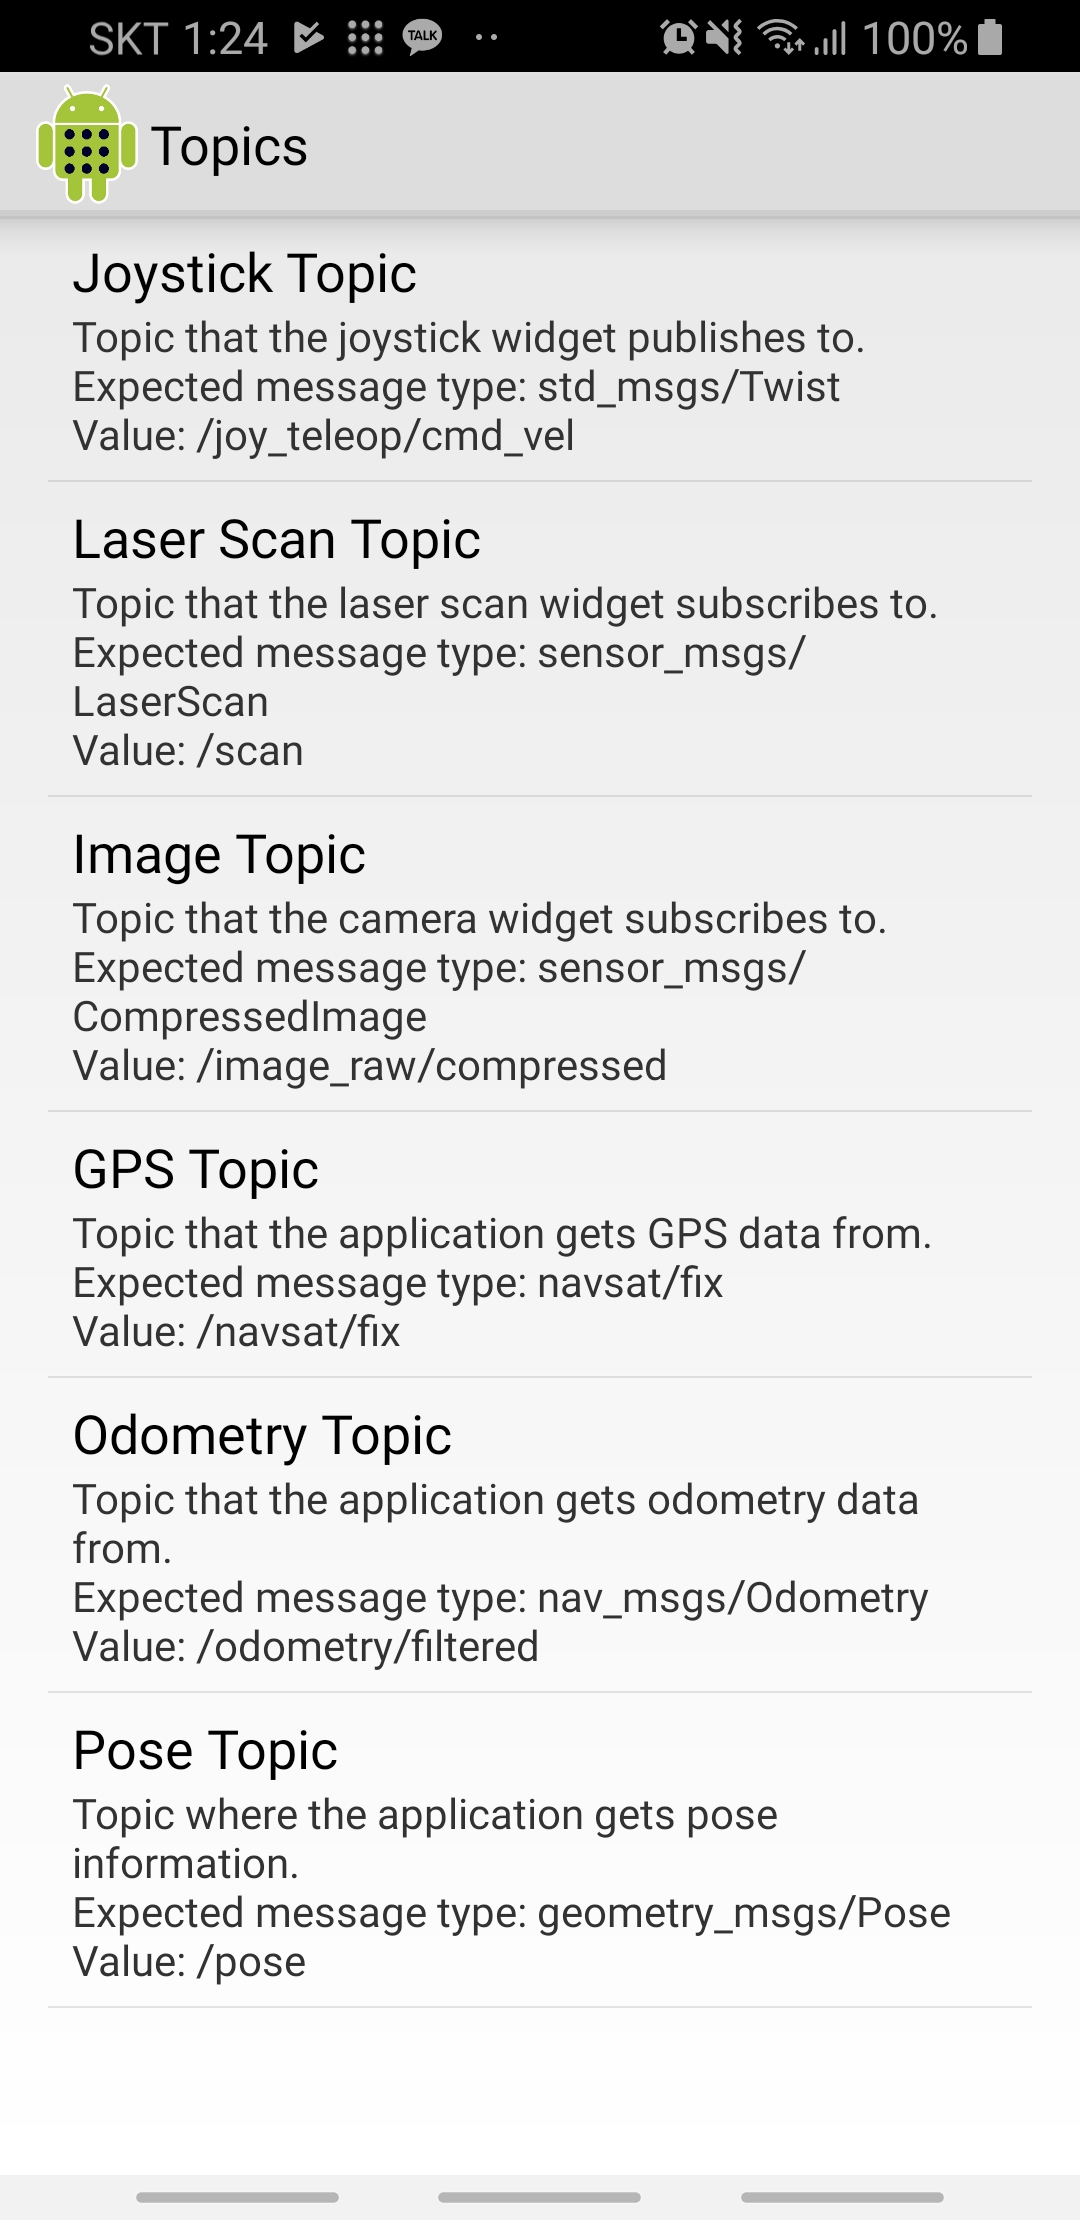 SKT 1:24 TALK 100%
Topics
Joystick Topic
Topic that the joystick widget publishes to.
Expected message type: std_msgs/Twist
Value: /joy_teleop/cmd_vel
Laser Scan Topic
Topic that the laser scan widget subscribes to.
Expected message type: sensor_msgs/
LaserScan
Value: /scan
Image Topic
Topic that the camera widget subscribes to.
Expected message type: sensor_msgs/
CompressedImage
Value: /image_raw/compressed
GPS Topic
Topic that the application gets GPS data from.
Expected message type: navsat/fix
Value: /navsat/fix
Odometry Topic
Topic that the application gets odometry data
from.
Expected message type: nav_msgs/Odometry
Value: /odometry/filtered
Pose Topic
Topic where the application gets pose
information.
Expected message type: geometry_msgs/Pose
Value: /pose